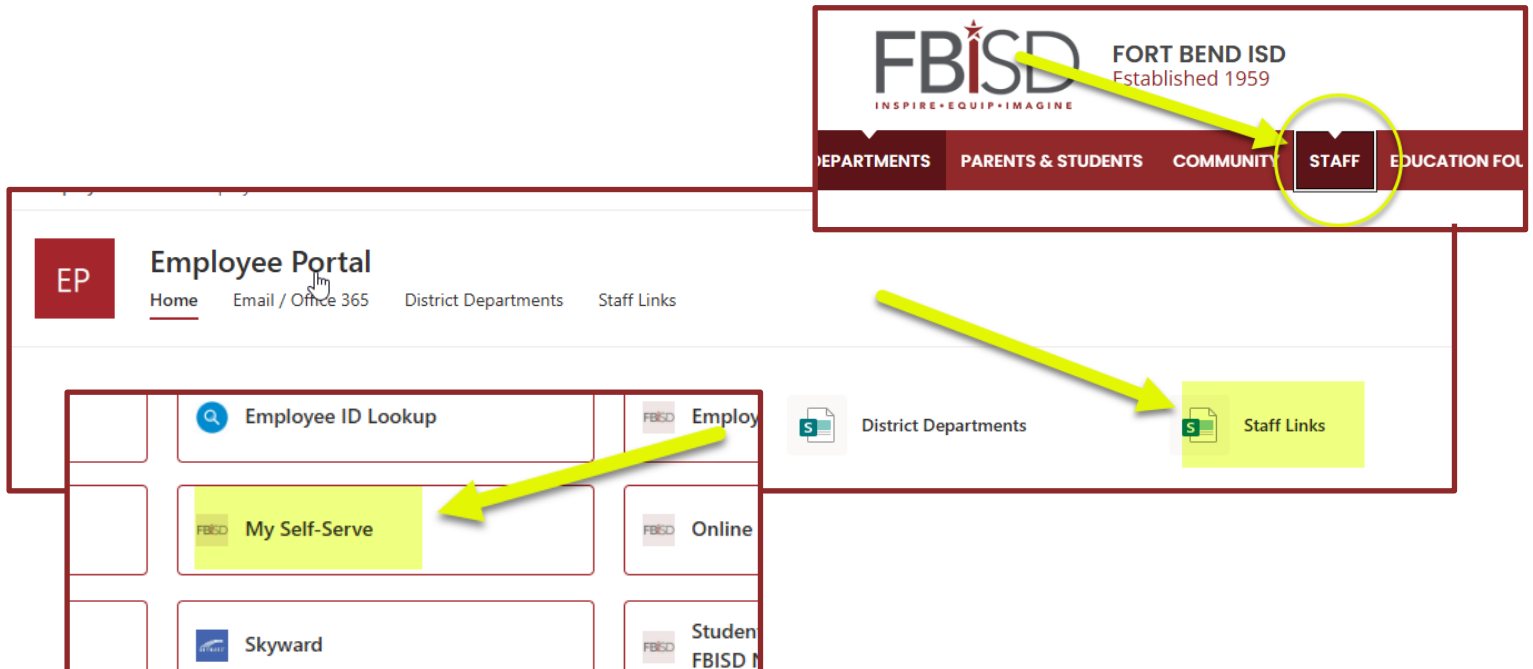 FBiSD
INSPIRE•EQUIP•IMAGINE
FORT BEND ISD
Established 1959
DEPARTMENTS PARENTS & STUDENTS COMMUNITY STAFF EDUCATION FOU
EP
Employee Portal
Home Email / Office 365 District Departments Staff Links
S District Departments
S Staff Links
Employee ID Lookup
FBISD Employ
FBISD My Self-Serve
FBISD Online
SKYWARD Skyward
FBISD Studen
FBISD